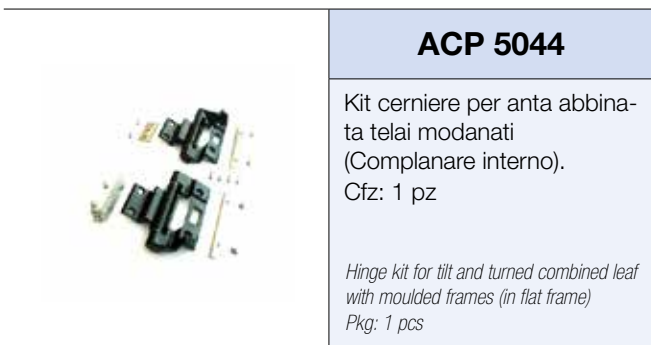 ACP 5044
Kit cerniere per anta abbina-
ta telai modanati
(Complanare interno).
Cfz: 1 pz
Hinge kit for tilt and turned combined leaf
with moulded frames (in flat frame)
Pkg: 1 pcs